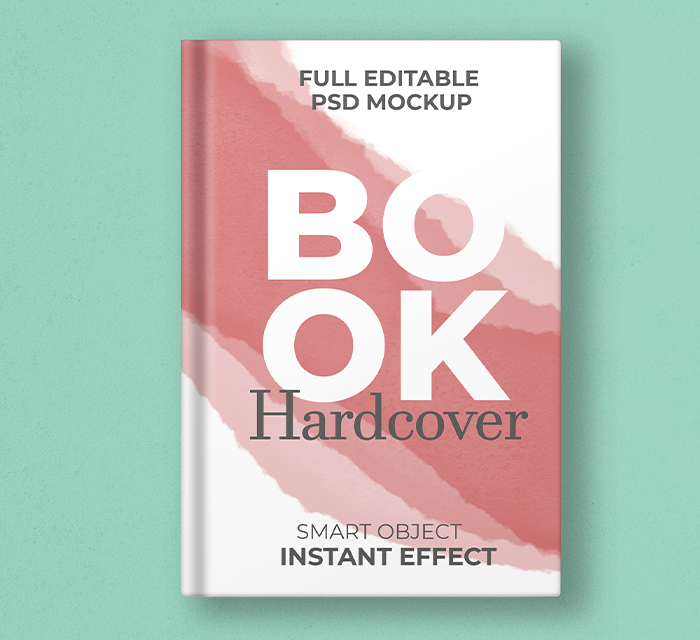 FULL EDITABLE
PSD MOCKUP
BO
OK
Hardcover
SMART OBJECT
INSTANT EFFECT